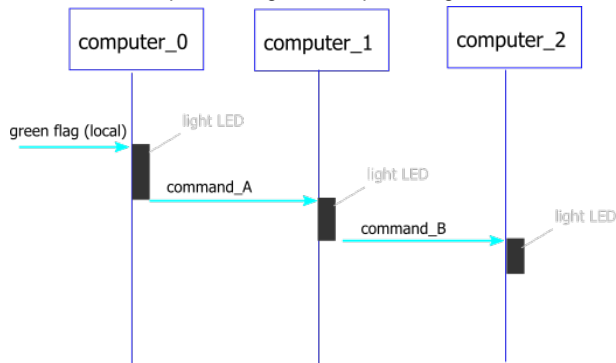 computer_0
computer_1
computer_2
green flag (local)
light LED
command_A
light LED
command_B
light LED